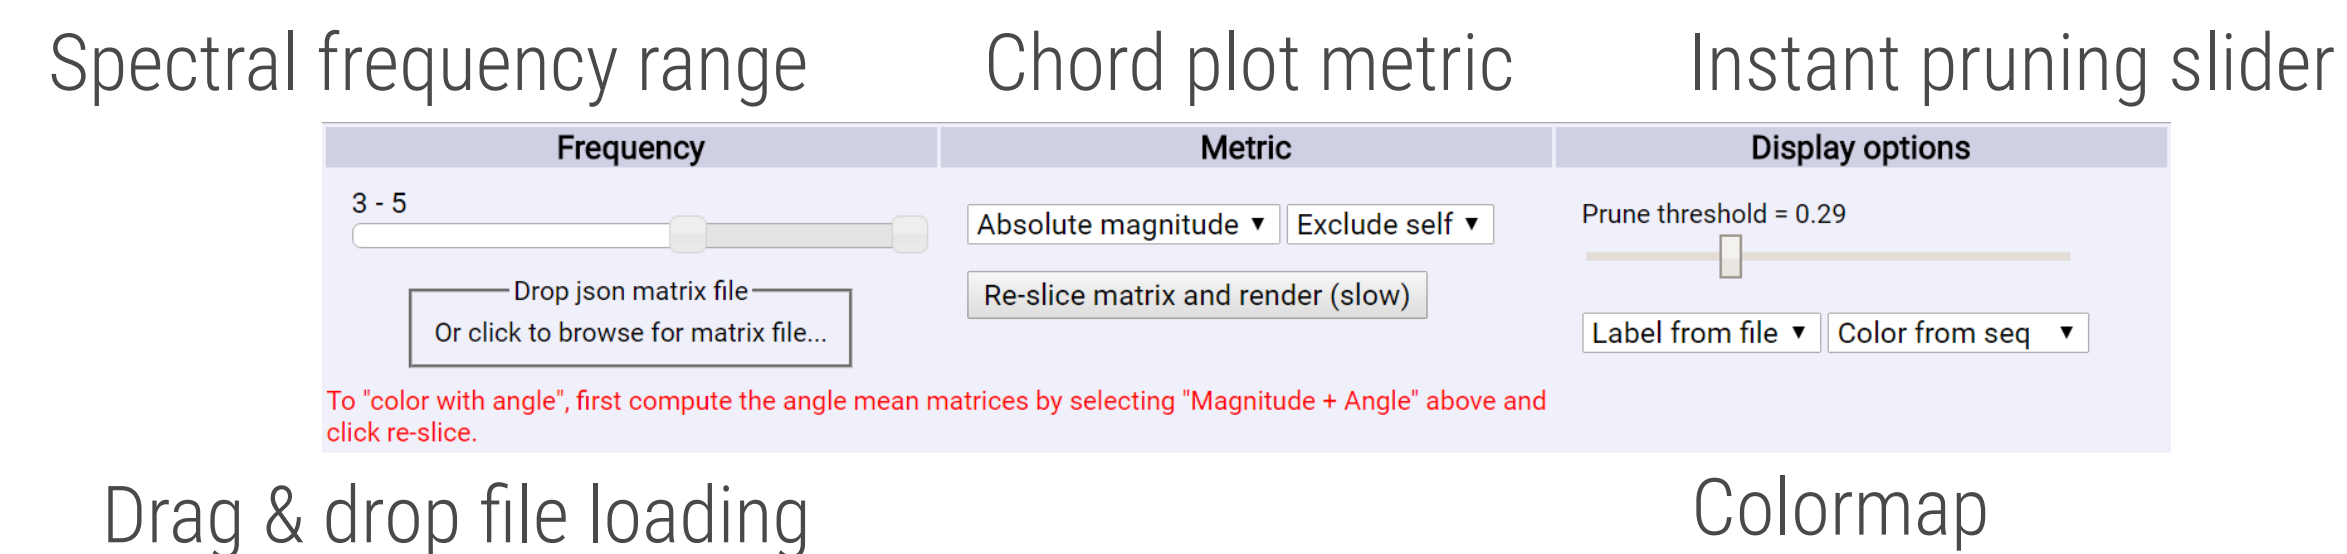 Spectral frequency range
Chord plot metric
Instant pruning slider
Frequency
Metric
Display options
3 - 5
Absolute magnitude ▼
Exclude self ▼
Prune threshold = 0.29
Drop json matrix file
Or click to browse for matrix file...
Re-slice matrix and render (slow)
Label from file ▼
Color from seq ▼
To "color with angle", first compute the angle mean matrices by selecting "Magnitude + Angle" above and
click re-slice.
Drag & drop file loading
Colormap